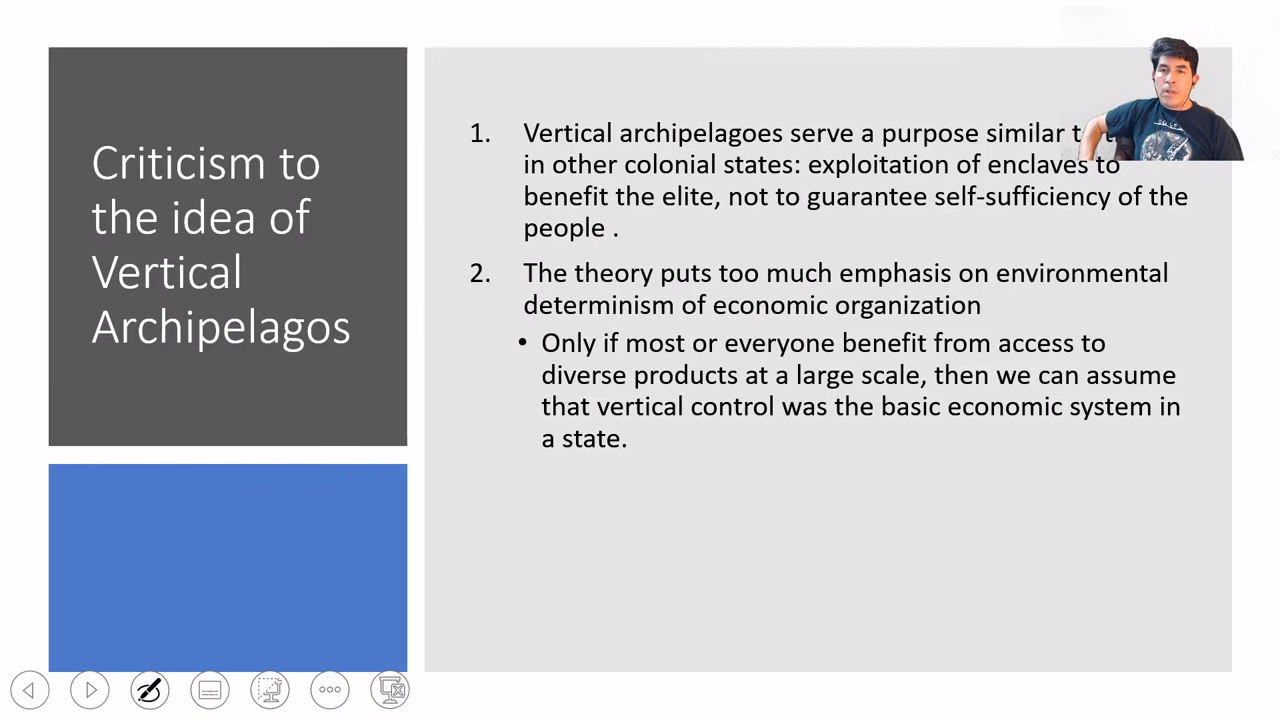 Criticism to
the idea of
Vertical
Archipelagos
1. Vertical archipelagoes serve a purpose similar
in other colonial states: exploitation of enclaves to
benefit the elite, not to guarantee self-sufficiency of the
people .
2. The theory puts too much emphasis on environmental
determinism of economic organization
• Only if most or everyone benefit from access to
diverse products at a large scale, then we can assume
that vertical control was the basic economic system in
a state.